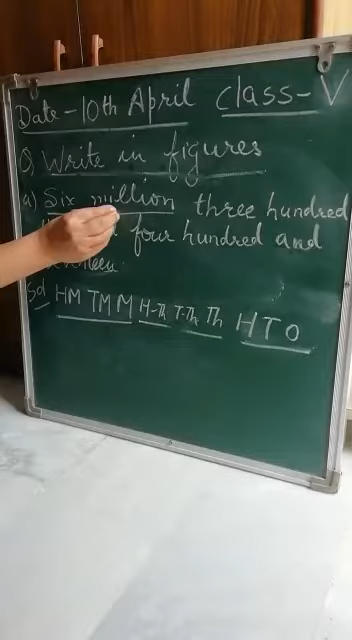 Date - 10th April Class - V
Q) Write in figures
a) Six million three hundred
four hundred and
Sol HM TM M H-Th T-Th Th H T O